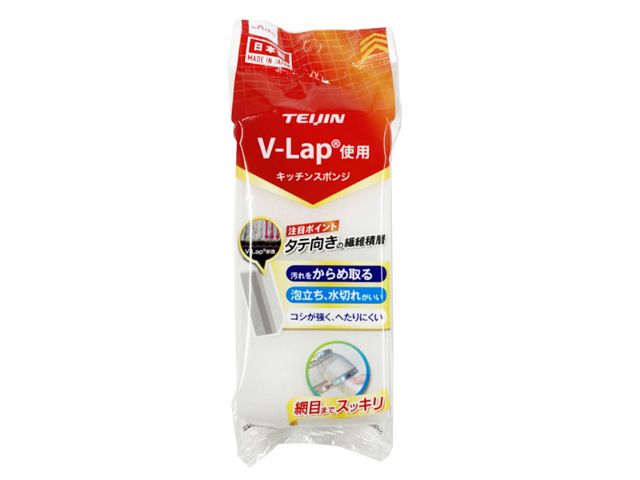 日本製
MADE IN JAPAN
TEIJIN
V-Lap®使用
キッチンスポンジ
注目ポイント
タテ向きの繊維積層
V-Lap®断面
汚れをからめ取る
泡立ち、水切れがいい
コシが強く、へたりにくい
網目までスッキリ